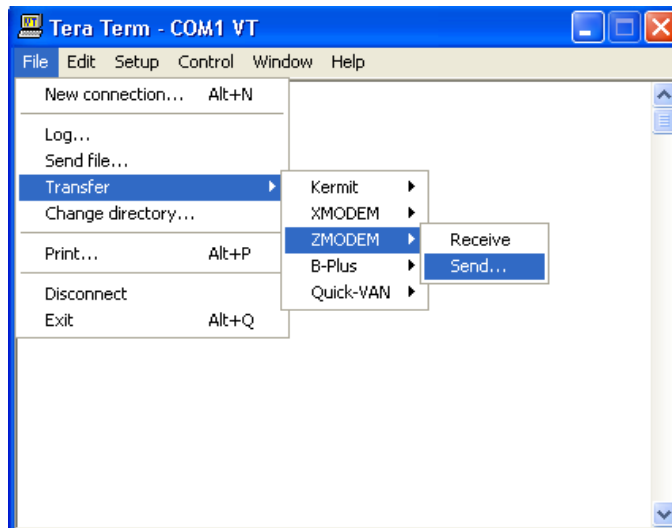 Tera Term - COM1 VT
File Edit Setup Control Window Help
New connection... Alt+N
Log...
Send file...
Transfer
Change directory...
Print... Alt+P
Disconnect
Exit Alt+Q
Kermit
XMODEM
ZMODEM
B-Plus
Quick-VAN
Receive
Send...